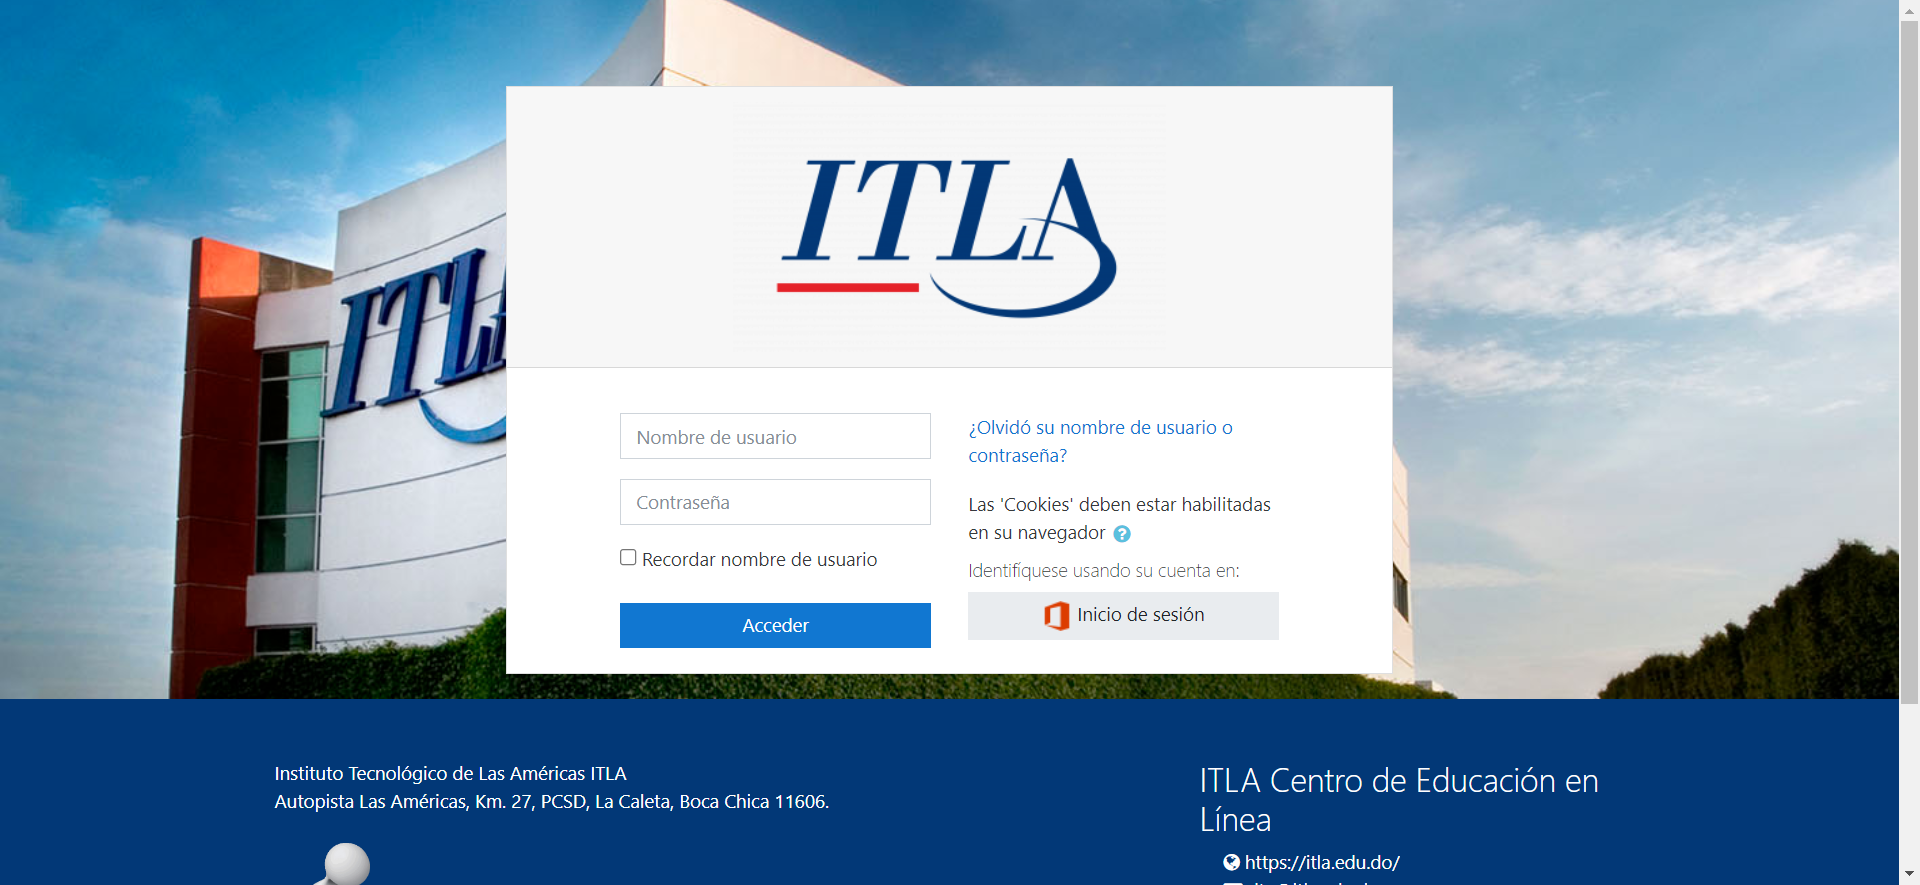 ITLA
ITLA
Nombre de usuario
Contraseña
Recordar nombre de usuario
Acceder
¿Olvidó su nombre de usuario o
contraseña?
Las 'Cookies' deben estar habilitadas
en su navegador
Identifíquese usando su cuenta en:
Inicio de sesión
Instituto Tecnológico de Las Américas ITLA
Autopista Las Américas, Km. 27, PCSD, La Caleta, Boca Chica 11606.
ITLA Centro de Educación en
Línea
https://itla.edu.do/